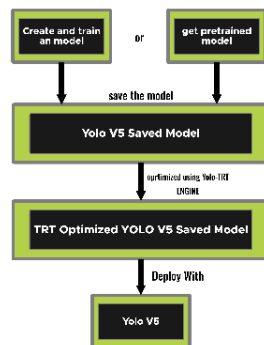 Create and train
an model
or
get pretrained
model
save the model
Yolo V5 Saved Model
oprtimized using Yolo-TRT
ENGINE
TRT Optimized YOLO V5 Saved Model
Deploy With
Yolo V5